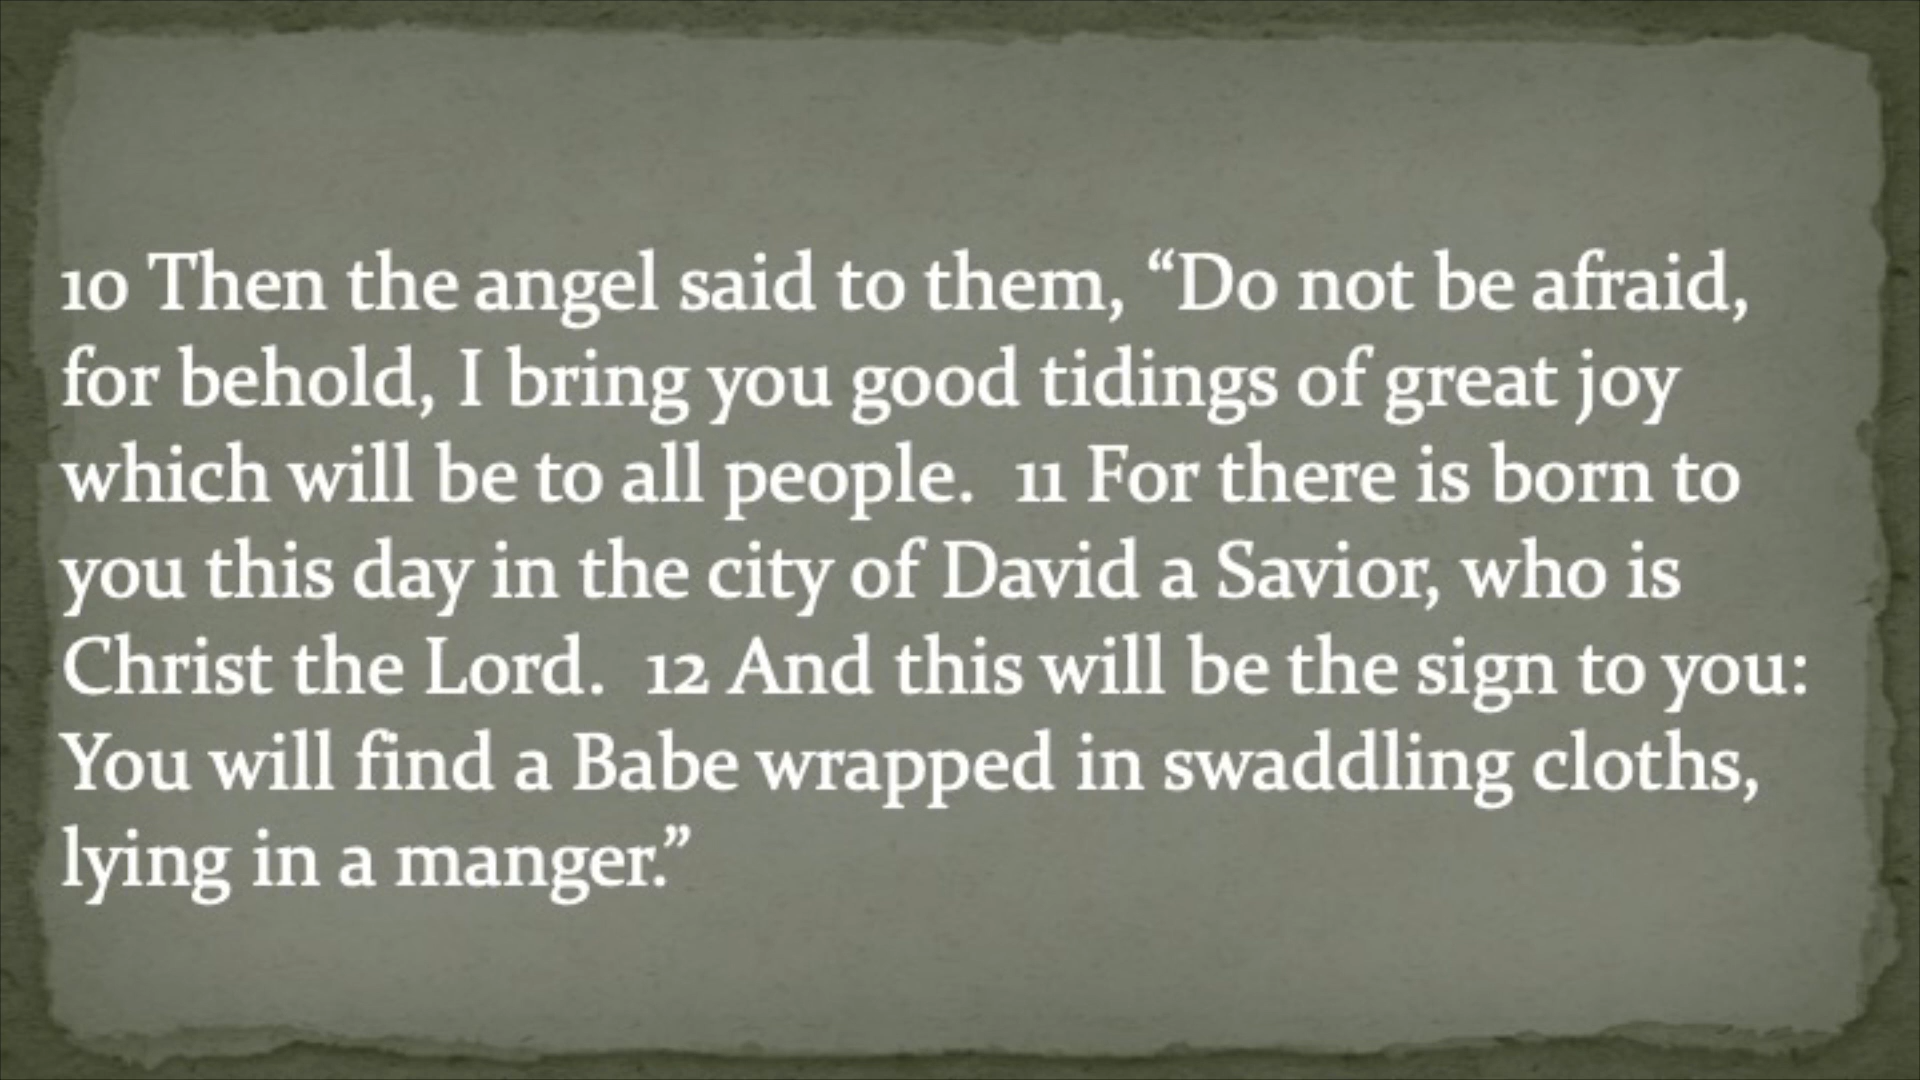 10 Then the angel said to them, “Do not be afraid,
for behold, I bring you good tidings of great joy
which will be to all people.  11 For there is born to
you this day in the city of David a Savior, who is
Christ the Lord.  12 And this will be the sign to you:
You will find a Babe wrapped in swaddling cloths,
lying in a manger.”